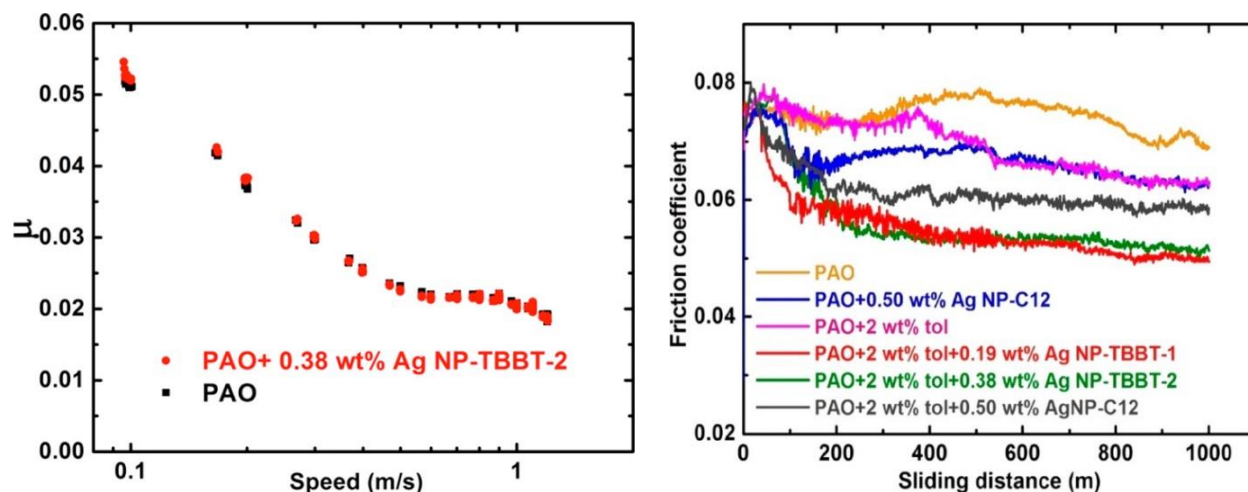 0.06
0.05
0.04
0.03
0.02
0.01
0.00
μ
PAO+ 0.38 wt% Ag NP-TBBT-2
PAO
0.1
1
Speed (m/s)
0.08
0.06
0.04
0.02
Friction coefficient
PAO
PAO+0.50 wt% Ag NP-C12
PAO+2 wt% tol
PAO+2 wt% tol+0.19 wt% Ag NP-TBBT-1
PAO+2 wt% tol+0.38 wt% Ag NP-TBBT-2
PAO+2 wt% tol+0.50 wt% AgNP-C12
0 200 400 600 800 1000
Sliding distance (m)